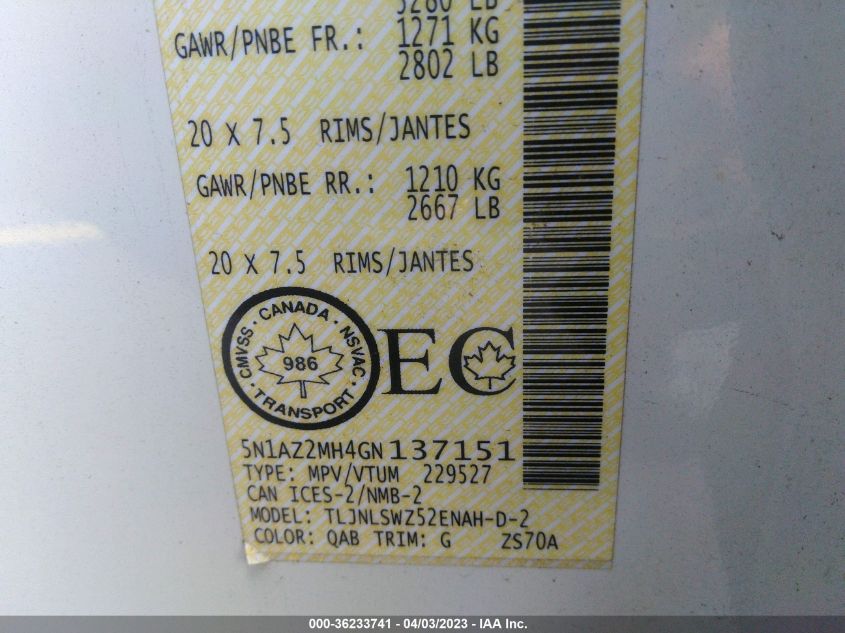 5280 LB
GAWR/PNBE FR.: 1271 KG
2802 LB
20 X 7.5 RIMS/JANTES
GAWR/PNBE RR.: 1210 KG
2667 LB
20 X 7.5 RIMS/JANTES
CMVSS · CANADA · NSVAC
986
· TRANSPORT ·
EC
5N1AZ2MH4GN137151
TYPE: MPV/VTUM 229527
CAN ICES-2/NMB-2
MODEL: TLJNLSWZ52ENAH-D-2
COLOR: QAB TRIM: G ZS70A
000-36233741 - 04/03/2023 - IAA Inc.